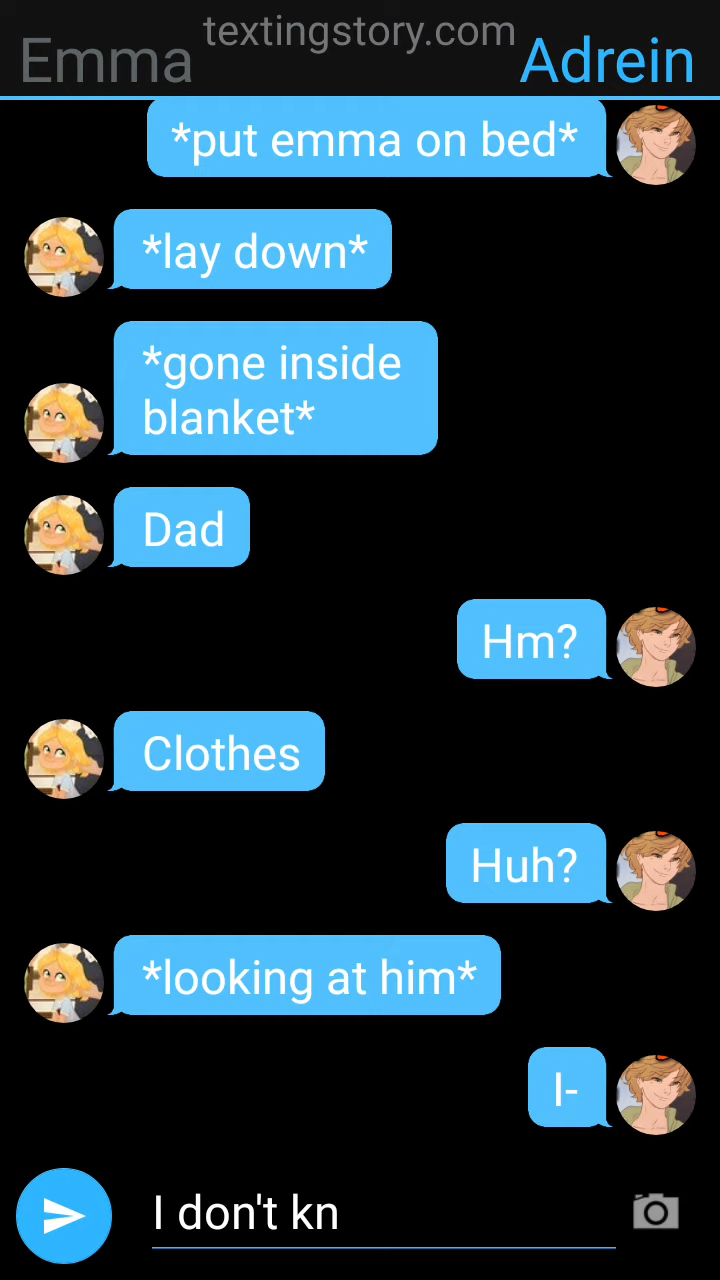 textingstory.com
Emma
Adrein
*put emma on bed*
*lay down*
*gone inside
blanket*
Dad
Hm?
Clothes
Huh?
*looking at him*
I-
I don't kn